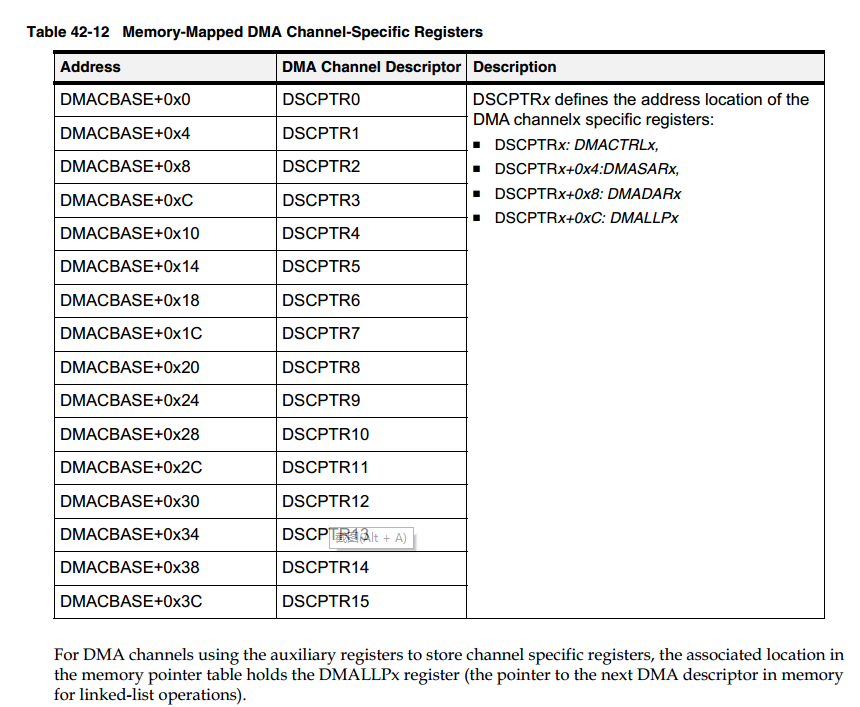 Table 42-12 Memory-Mapped DMA Channel-Specific Registers
Address DMA Channel Descriptor Description
DMACBASE+0x0 DSCPTR0 DSCPTRx defines the address location of the
DMA channelx specific registers:
DMACBASE+0x4 DSCPTR1
■ DSCPTRx: DMACTRLx,
DMACBASE+0x8 DSCPTR2
■ DSCPTRx+0x4:DMASARx,
DMACBASE+0xC DSCPTR3
■ DSCPTRx+0x8: DMADARx
■ DSCPTRx+0xC: DMALLPx
DMACBASE+0x10 DSCPTR4
DMACBASE+0x14 DSCPTR5
DMACBASE+0x18 DSCPTR6
DMACBASE+0x1C DSCPTR7
DMACBASE+0x20 DSCPTR8
DMACBASE+0x24 DSCPTR9
DMACBASE+0x28 DSCPTR10
DMACBASE+0x2C DSCPTR11
DMACBASE+0x30 DSCPTR12
DMACBASE+0x34 DSCPTR13
截图(Alt + A)
DMACBASE+0x38 DSCPTR14
DMACBASE+0x3C DSCPTR15
For DMA channels using the auxiliary registers to store channel specific registers, the associated location in
the memory pointer table holds the DMALLPx register (the pointer to the next DMA descriptor in memory
for linked-list operations).